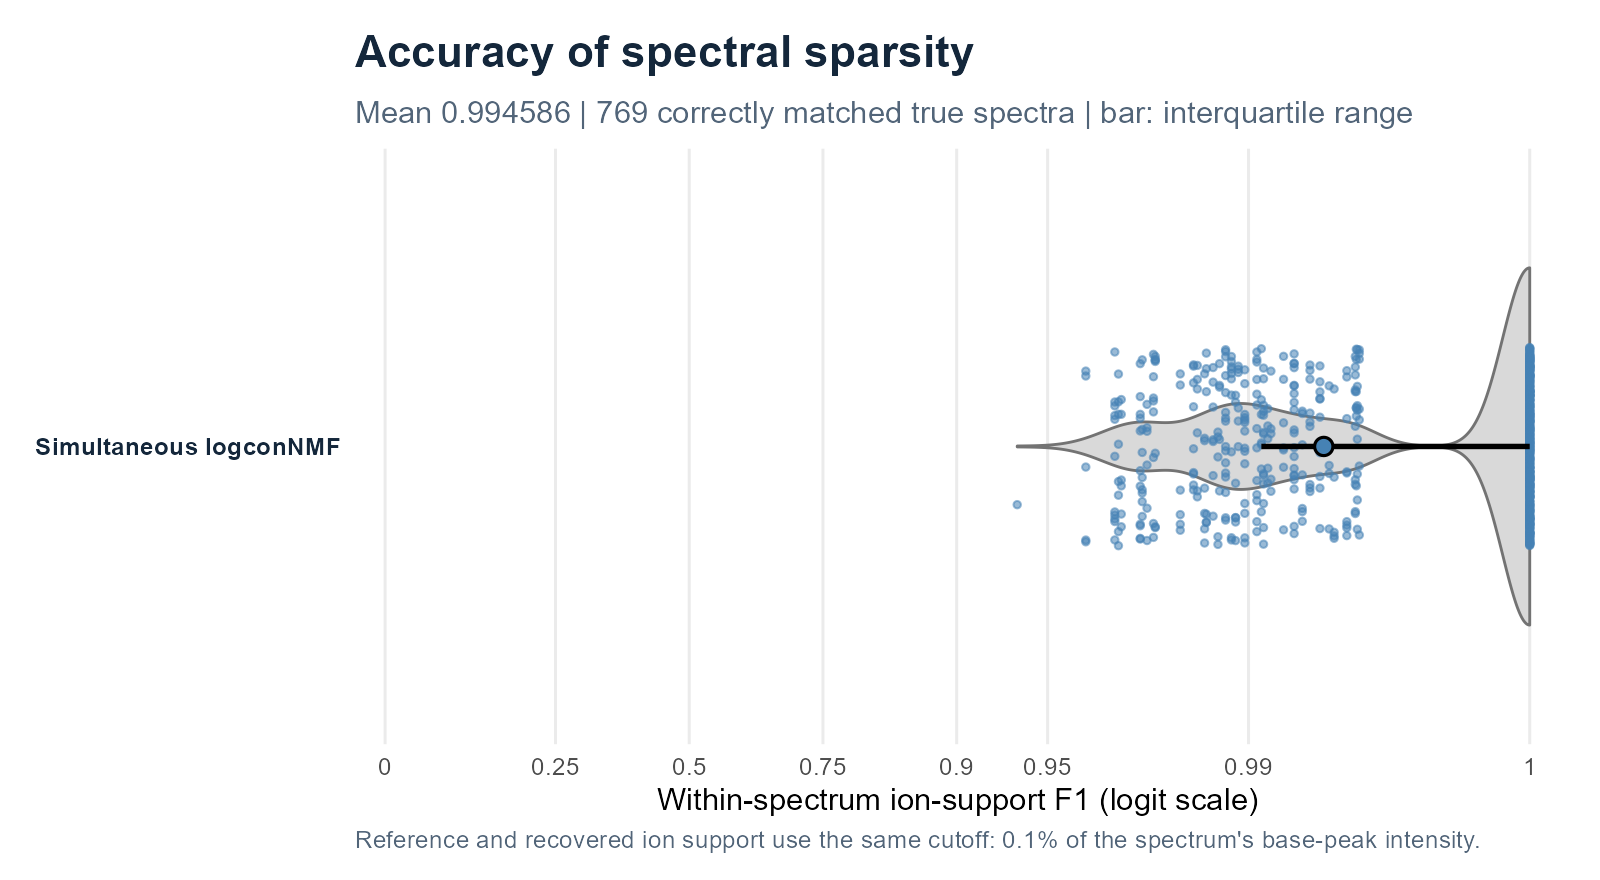 Accuracy of spectral sparsity
Mean 0.994586 | 769 correctly matched true spectra | bar: interquartile range
Simultaneous logconNMF
0 0.25 0.5 0.75 0.9 0.95 0.99 1
Within-spectrum ion-support F1 (logit scale)
Reference and recovered ion support use the same cutoff: 0.1% of the spectrum's base-peak intensity.